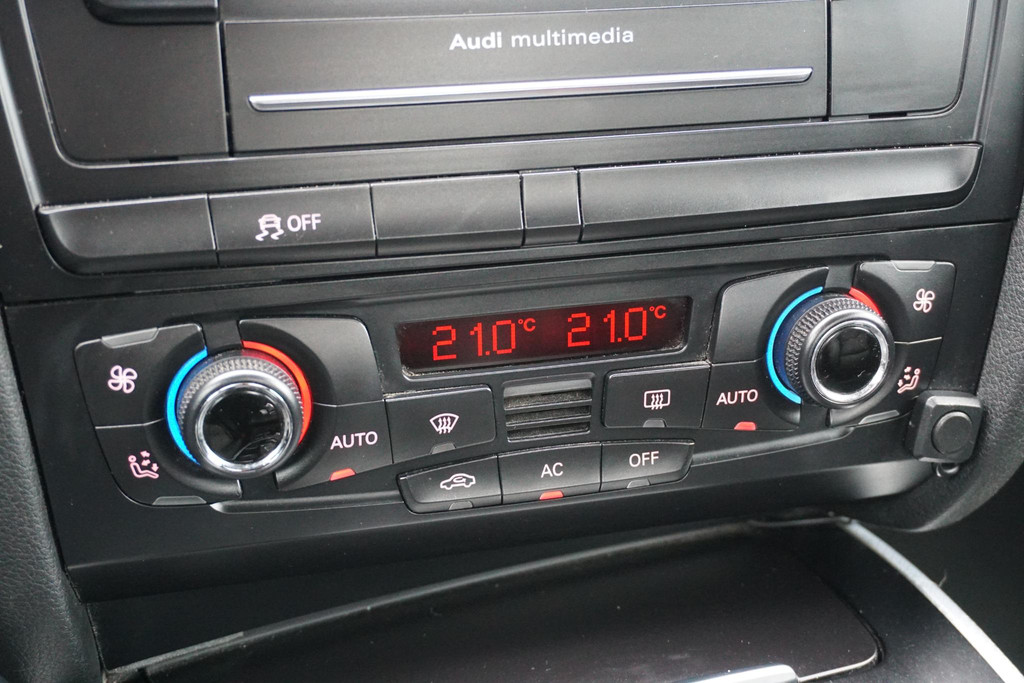 Audi multimedia
OFF
21.0°C 21.0°C
AUTO
AUTO
AC
OFF